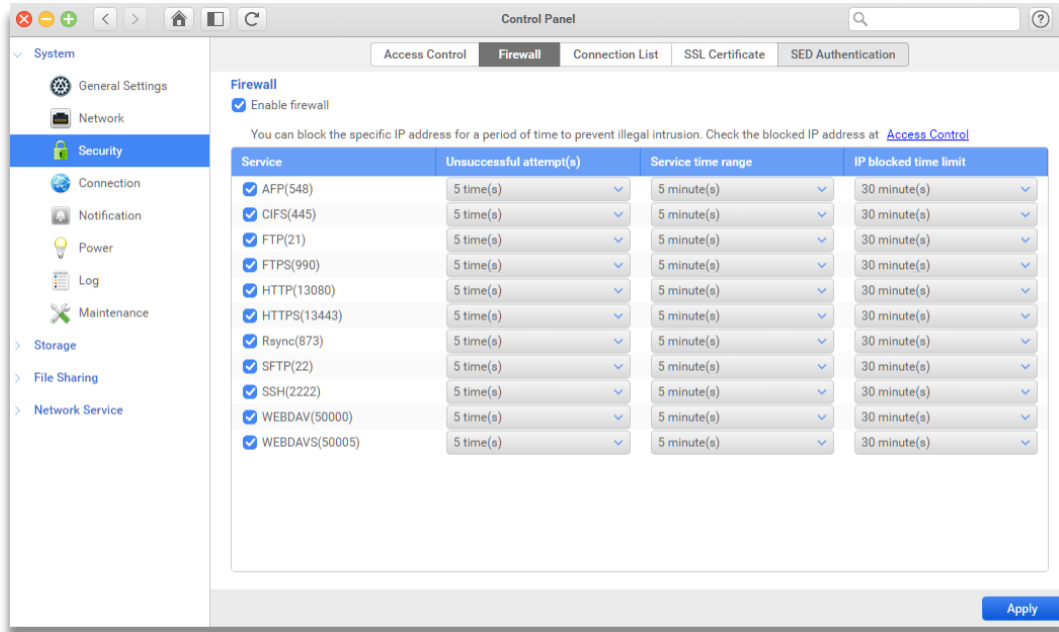 Control Panel
System
General Settings
Network
Security
Connection
Notification
Power
Log
Maintenance
Storage
File Sharing
Network Service
Access Control Firewall Connection List SSL Certificate SED Authentication
Firewall
Enable firewall
You can block the specific IP address for a period of time to prevent illegal intrusion. Check the blocked IP address at Access Control
Service Unsuccessful attempt(s) Service time range IP blocked time limit
AFP(548) 5 time(s) 5 minute(s) 30 minute(s)
CIFS(445) 5 time(s) 5 minute(s) 30 minute(s)
FTP(21) 5 time(s) 5 minute(s) 30 minute(s)
FTPS(990) 5 time(s) 5 minute(s) 30 minute(s)
HTTP(13080) 5 time(s) 5 minute(s) 30 minute(s)
HTTPS(13443) 5 time(s) 5 minute(s) 30 minute(s)
Rsync(873) 5 time(s) 5 minute(s) 30 minute(s)
SFTP(22) 5 time(s) 5 minute(s) 30 minute(s)
SSH(2222) 5 time(s) 5 minute(s) 30 minute(s)
WEBDAV(50000) 5 time(s) 5 minute(s) 30 minute(s)
WEBDAVS(50005) 5 time(s) 5 minute(s) 30 minute(s)
Apply